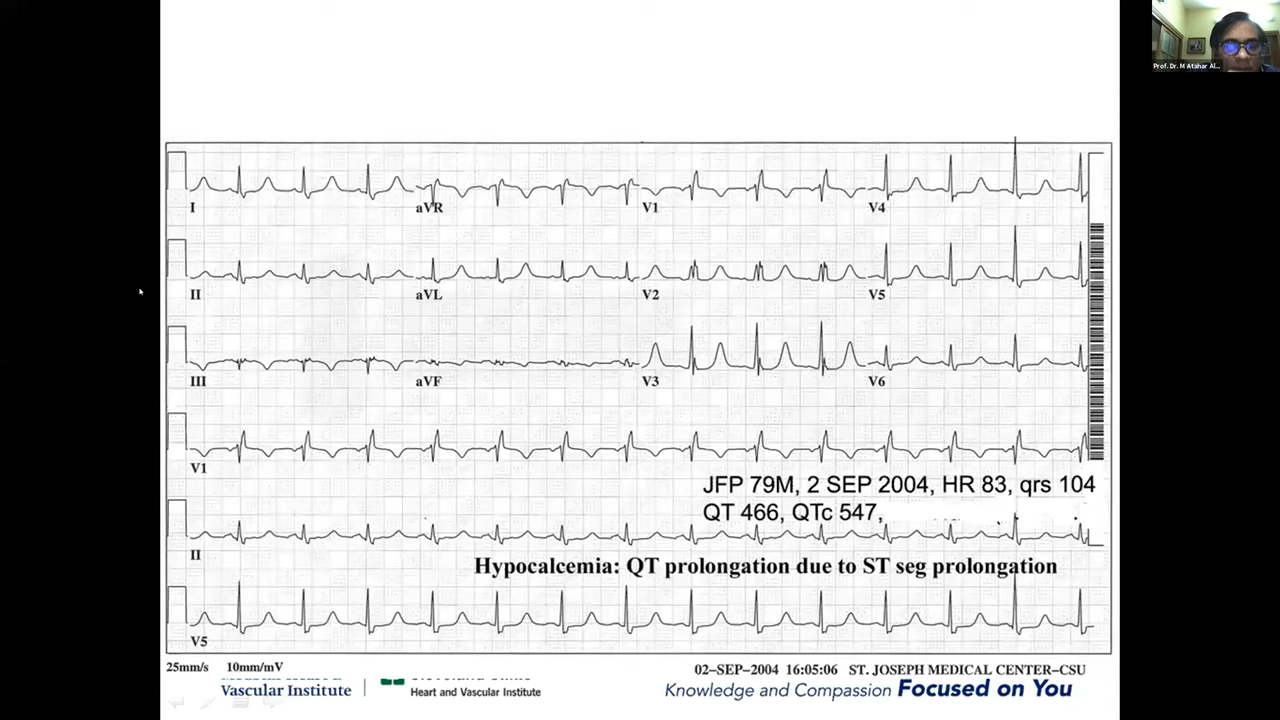 Prof. Dr. M Atahar Al...
I aVR V1 V4
II aVL V2 V5
III aVF V3 V6
V1
JFP 79M, 2 SEP 2004, HR 83, qrs 104
QT 466, QTc 547,
II
Hypocalcemia: QT prolongation due to ST seg prolongation
V5
25mm/s 10mm/mV 02-SEP-2004 16:05:06 ST. JOSEPH MEDICAL CENTER-CSU
Vascular Institute Heart and Vascular Institute Knowledge and Compassion Focused on You